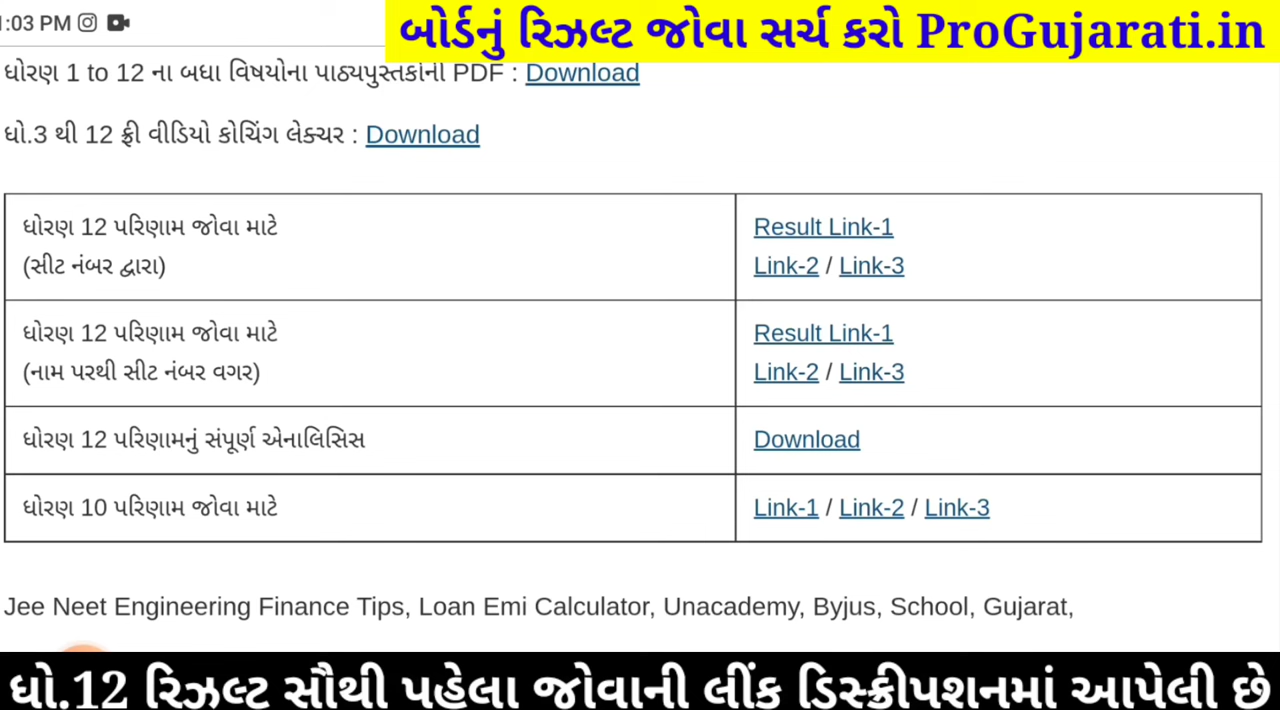 1:03 PM
બોર્ડનું રિઝલ્ટ જોવા સર્ચ કરો ProGujarati.in
ધોરણ 1 to 12 ના બધા વિષયોના પાઠ્યપુસ્તકોની PDF : Download
ધો.3 થી 12 ફ્રી વીડિયો કોચિંગ લેક્ચર : Download
ધોરણ 12 પરિણામ જોવા માટે
(સીટ નંબર દ્વારા)
Result Link-1
Link-2 / Link-3
ધોરણ 12 પરિણામ જોવા માટે
(નામ પરથી સીટ નંબર વગર)
Result Link-1
Link-2 / Link-3
ધોરણ 12 પરિણામનું સંપૂર્ણ એનાલિસિસ
Download
ધોરણ 10 પરિણામ જોવા માટે
Link-1 / Link-2 / Link-3
Jee Neet Engineering Finance Tips, Loan Emi Calculator, Unacademy, Byjus, School, Gujarat,
ધો.12 રિઝલ્ટ સૌથી પહેલા જોવાની લીંક ડિસ્ક્રીપશનમાં આપેલી છે